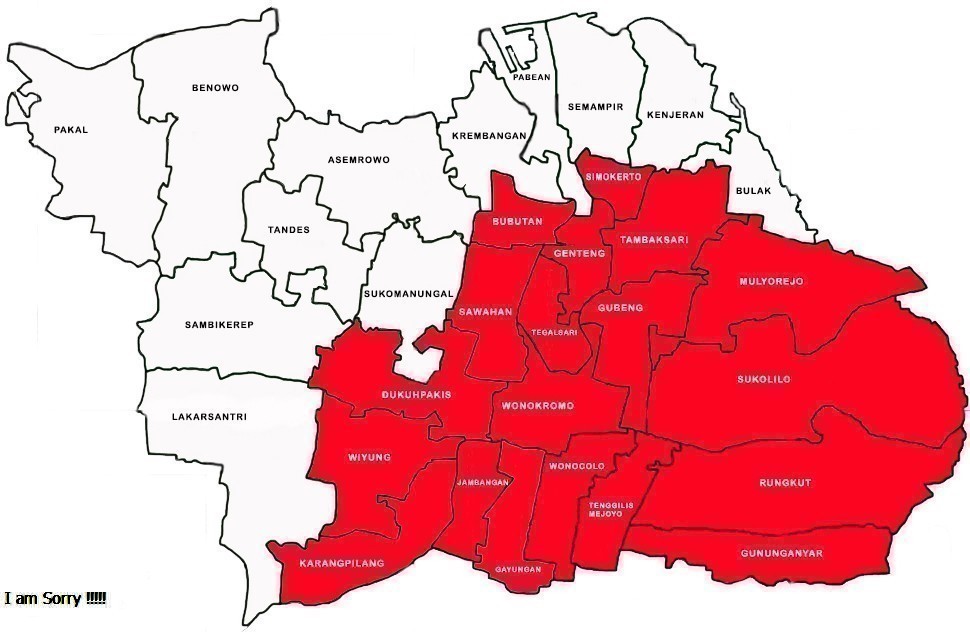 PABEAN
BENOWO
SEMAMPIR
KENJERAN
PAKAL
KREMBANGAN
ASEMROWO
SIMOKERTO
BULAK
BUBUTAN
TANDES
TAMBAKSARI
GENTENG
MULYOREJO
SUKOMANUNGAL
GUBENG
SAWAHAN
SAMBIKEREP
TEGALSARI
SUKOLILO
DUKUHPAKIS
WONOKROMO
LAKARSANTRI
WIYUNG
WONOCOLO
JAMBANGAN
RUNGKUT
TENGGILIS
MEJOYO
GUNUNGANYAR
KARANGPILANG
GAYUNGAN
I am Sorry !!!!!